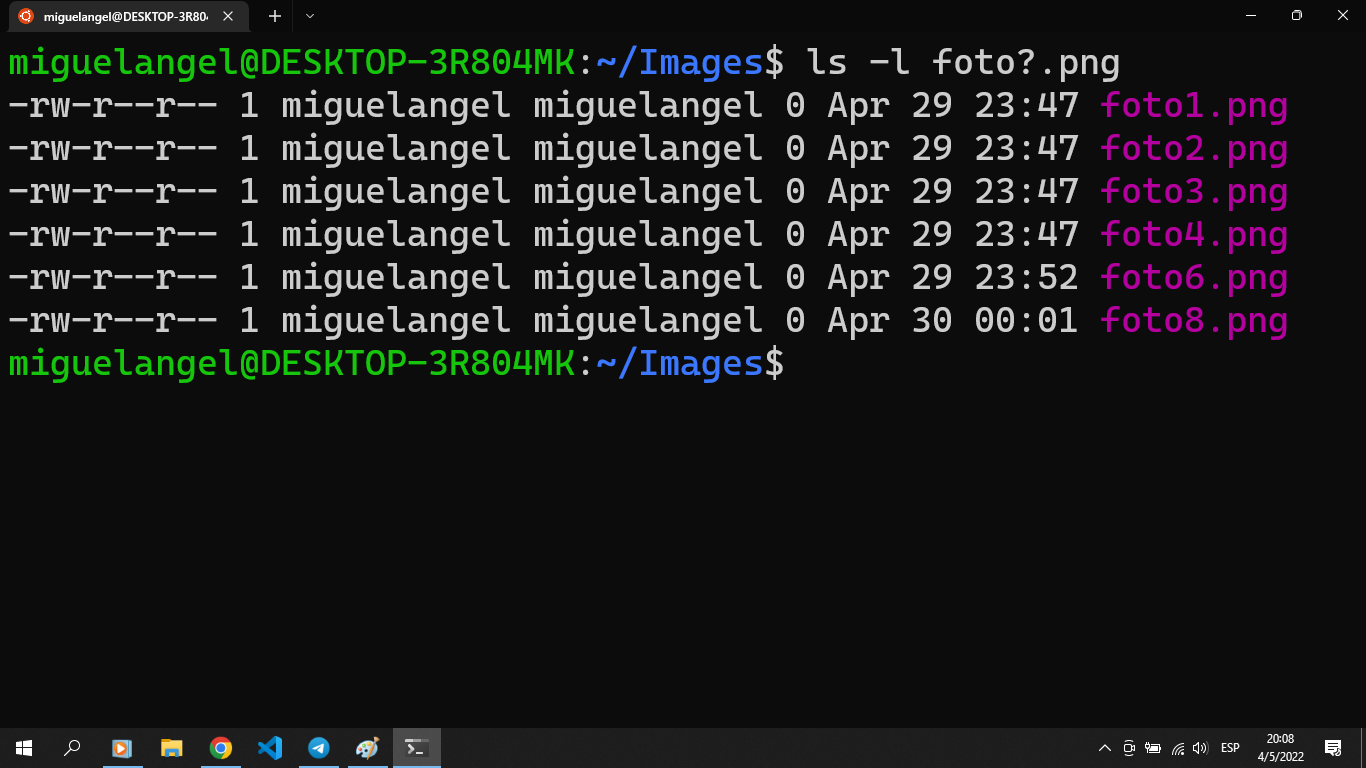 miguelangel@DESKTOP-3R804
miguelangel@DESKTOP-3R804MK:~/Images$ ls -l foto?.png
-rw-r--r-- 1 miguelangel miguelangel 0 Apr 29 23:47 foto1.png
-rw-r--r-- 1 miguelangel miguelangel 0 Apr 29 23:47 foto2.png
-rw-r--r-- 1 miguelangel miguelangel 0 Apr 29 23:47 foto3.png
-rw-r--r-- 1 miguelangel miguelangel 0 Apr 29 23:47 foto4.png
-rw-r--r-- 1 miguelangel miguelangel 0 Apr 29 23:52 foto6.png
-rw-r--r-- 1 miguelangel miguelangel 0 Apr 30 00:01 foto8.png
miguelangel@DESKTOP-3R804MK:~/Images$
ESP
20:08
4/5/2022